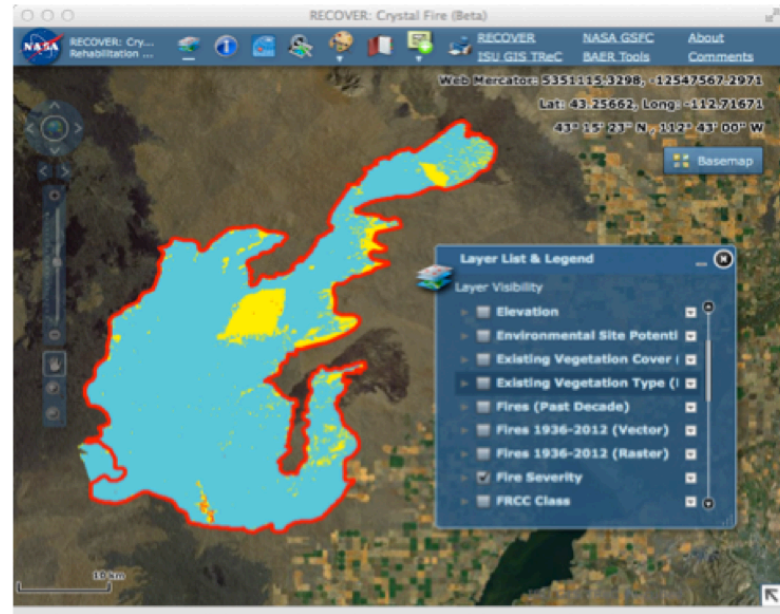 RECOVER: Crystal Fire (Beta)
NASA
RECOVER: Cry...
Rehabilitation ...
RECOVER
NASA GSFC
About
ISU GIS TReC
BAER Tools
Comments
Web Mercator: 5351115.3298, -12547567.2971
Lat: 43.25662, Long: -112.71671
43° 15' 23" N , 112° 43' 00" W
Basemap
Layer List & Legend
Layer Visibility
Elevation
Environmental Site Potenti
Existing Vegetation Cover (
Existing Vegetation Type (
Fires (Past Decade)
Fires 1936-2012 (Vector)
Fires 1936-2012 (Raster)
Fire Severity
FRCC Class
10 km